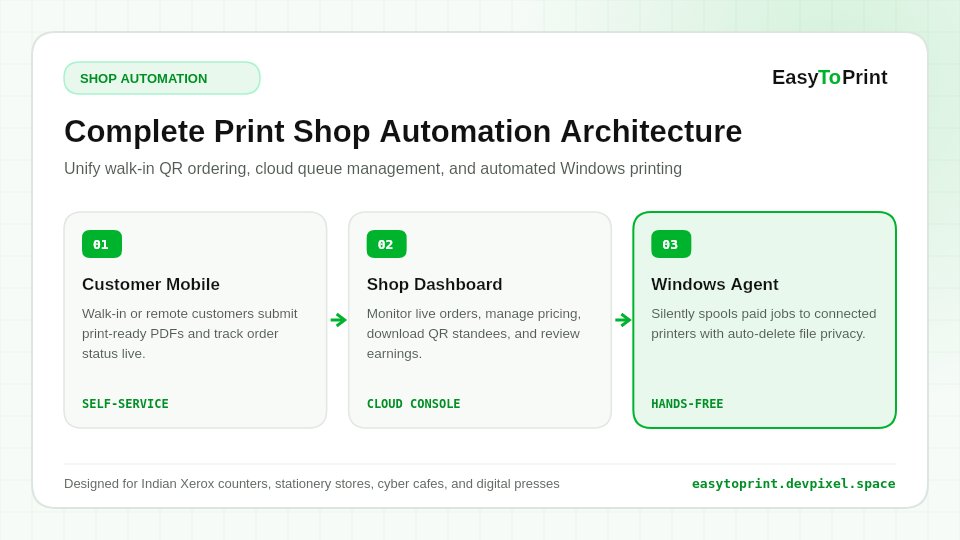 SHOP AUTOMATION
EasyToPrint
Complete Print Shop Automation Architecture
Unify walk-in QR ordering, cloud queue management, and automated Windows printing
01
Customer Mobile
Walk-in or remote customers submit
print-ready PDFs and track order
status live.
SELF-SERVICE
02
Shop Dashboard
Monitor live orders, manage pricing,
download QR standees, and review
earnings.
CLOUD CONSOLE
03
Windows Agent
Silently spools paid jobs to connected
printers with auto-delete file privacy.
HANDS-FREE
Designed for Indian Xerox counters, stationery stores, cyber cafes, and digital presses
easytoprint.devpixel.space